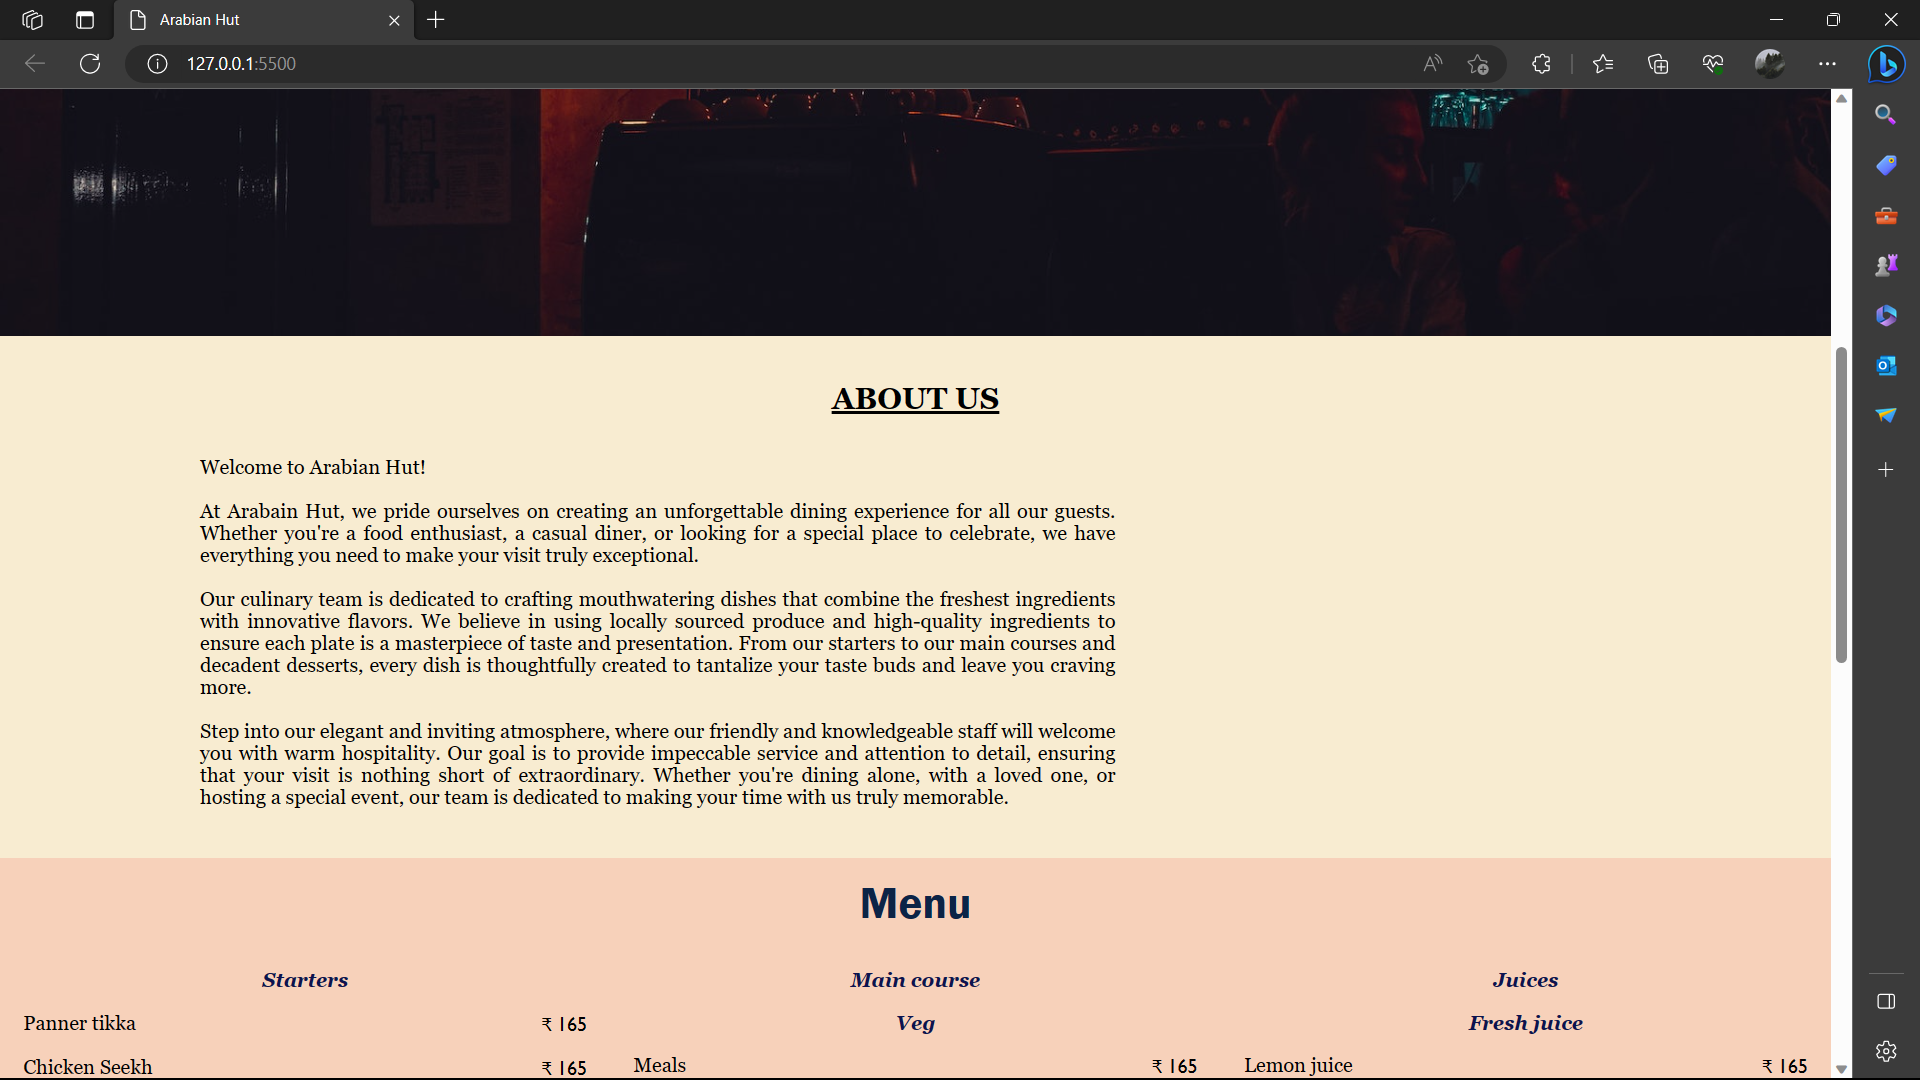 Arabian Hut
127.0.0.1:5500
ABOUT US
Welcome to Arabian Hut!
At Arabain Hut, we pride ourselves on creating an unforgettable dining experience for all our guests.
Whether you're a food enthusiast, a casual diner, or looking for a special place to celebrate, we have
everything you need to make your visit truly exceptional.
Our culinary team is dedicated to crafting mouthwatering dishes that combine the freshest ingredients
with innovative flavors. We believe in using locally sourced produce and high-quality ingredients to
ensure each plate is a masterpiece of taste and presentation. From our starters to our main courses and
decadent desserts, every dish is thoughtfully created to tantalize your taste buds and leave you craving
more.
Step into our elegant and inviting atmosphere, where our friendly and knowledgeable staff will welcome
you with warm hospitality. Our goal is to provide impeccable service and attention to detail, ensuring
that your visit is nothing short of extraordinary. Whether you're dining alone, with a loved one, or
hosting a special event, our team is dedicated to making your time with us truly memorable.
Menu
Starters
Panner tikka ₹ 165
Chicken Seekh ₹ 165
Main course
Veg
Meals ₹ 165
Juices
Fresh juice
Lemon juice ₹ 165